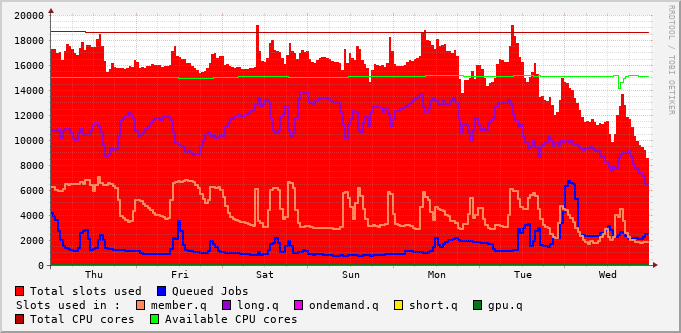 20000
18000
16000
14000
12000
10000
8000
6000
4000
2000
0
Thu Fri Sat Sun Mon Tue Wed
RRDTOOL / TOBI OETIKER
Total slots used Queued Jobs
Slots used in : member.q long.q ondemand.q short.q gpu.q
Total CPU cores Available CPU cores